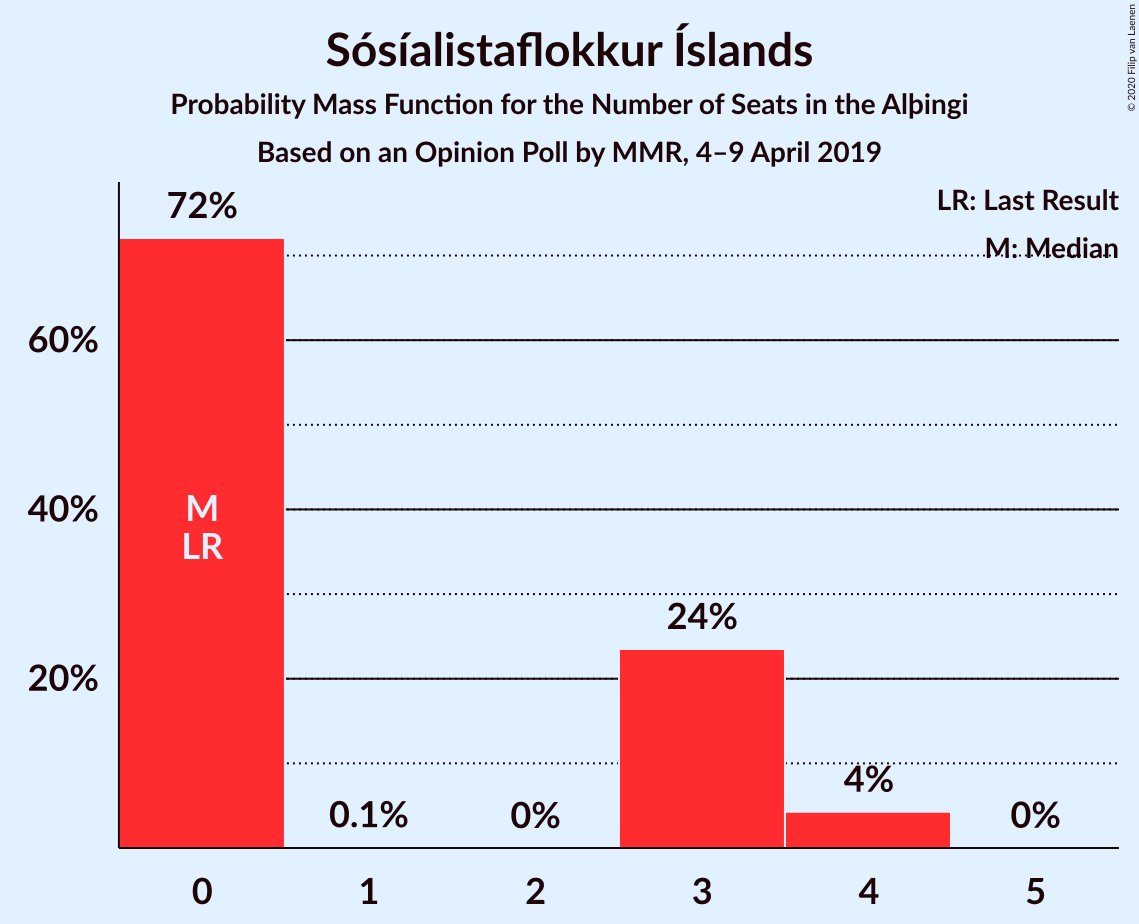 Sósíalistaflokkur Íslands
Probability Mass Function for the Number of Seats in the Alþingi
Based on an Opinion Poll by MMR, 4–9 April 2019
© 2020 Filip van Laenen
LR: Last Result
M: Median
72%
60%
40%
20%
M
LR
0.1%
0%
24%
4%
0%
0 1 2 3 4 5